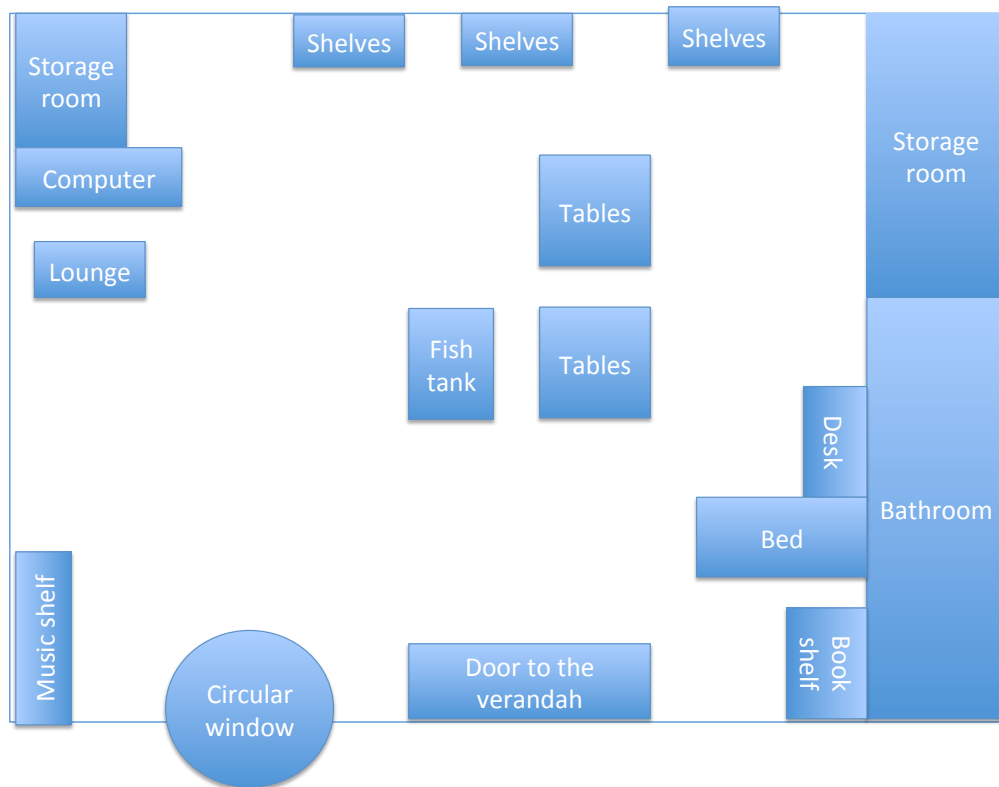 Shelves
Shelves
Shelves
Storage
room
Storage
room
Computer
Tables
Lounge
Fish
tank
Tables
Desk
Bathroom
Bed
Music shelf
Book
shelf
Circular
window
Door to the
verandah